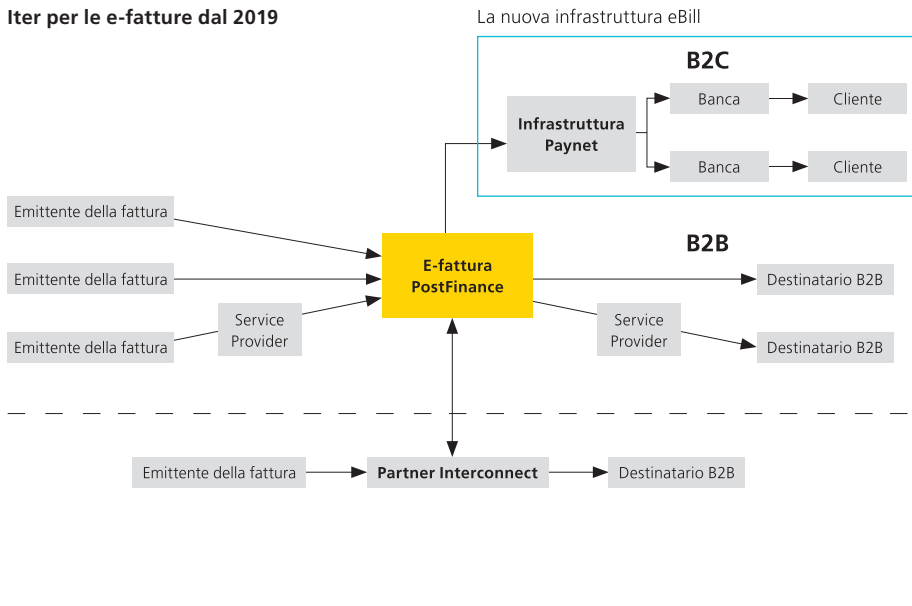 Iter per le e-fatture dal 2019
La nuova infrastruttura eBill
B2C
Infrastruttura
Paynet
Banca
Cliente
Banca
Cliente
Emittente della fattura
Emittente della fattura
Service
Provider
Emittente della fattura
E-fattura
PostFinance
B2B
Destinatario B2B
Service
Provider
Destinatario B2B
Emittente della fattura
Partner Interconnect
Destinatario B2B